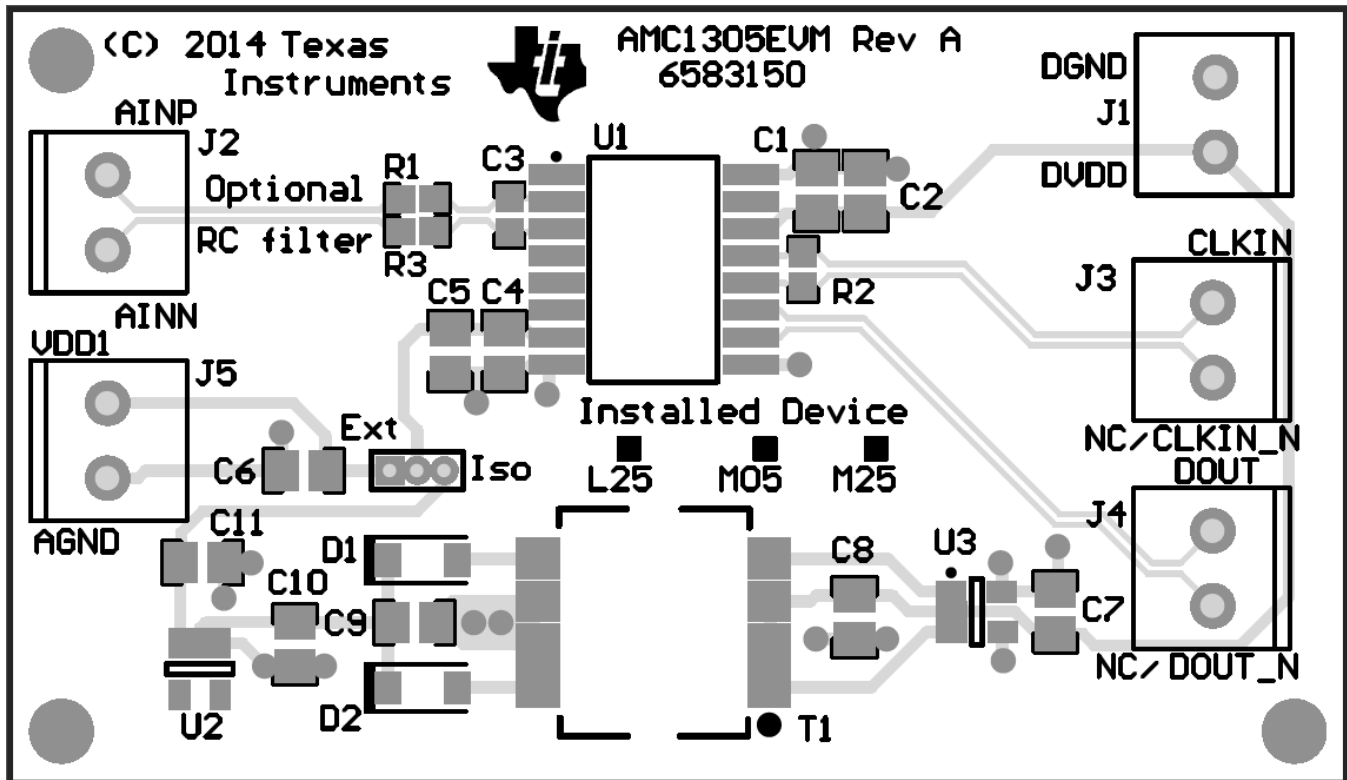 (C) 2014 Texas
Instruments
ti
AMC1305EVM Rev A
6583150
DGND
J1
DVDD
AINP
J2
Optional
RC filter
AINN
R1
R3
C3
U1
C1
C2
R2
CLKIN
J3
NC/CLKIN_N
C5
C4
VDD1
J5
AGND
Ext
Iso
C6
Installed Device
L25
M05
M25
DOUT
J4
NC/DOUT_N
C11
C10
D1
C9
D2
U2
C8
U3
C7
T1